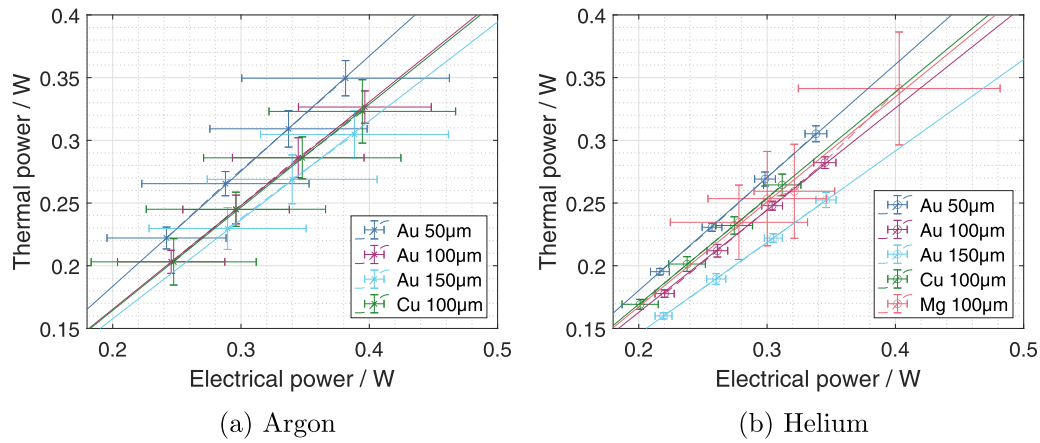 0.4
0.35
0.3
0.25
0.2
0.15
Thermal power / W
0.2
0.3
0.4
0.5
Electrical power / W
Au 50μm
Au 100μm
Au 150μm
Cu 100μm
(a) Argon
0.4
0.35
0.3
0.25
0.2
0.15
Thermal power / W
0.2
0.3
0.4
0.5
Electrical power / W
Au 50μm
Au 100μm
Au 150μm
Cu 100μm
Mg 100μm
(b) Helium